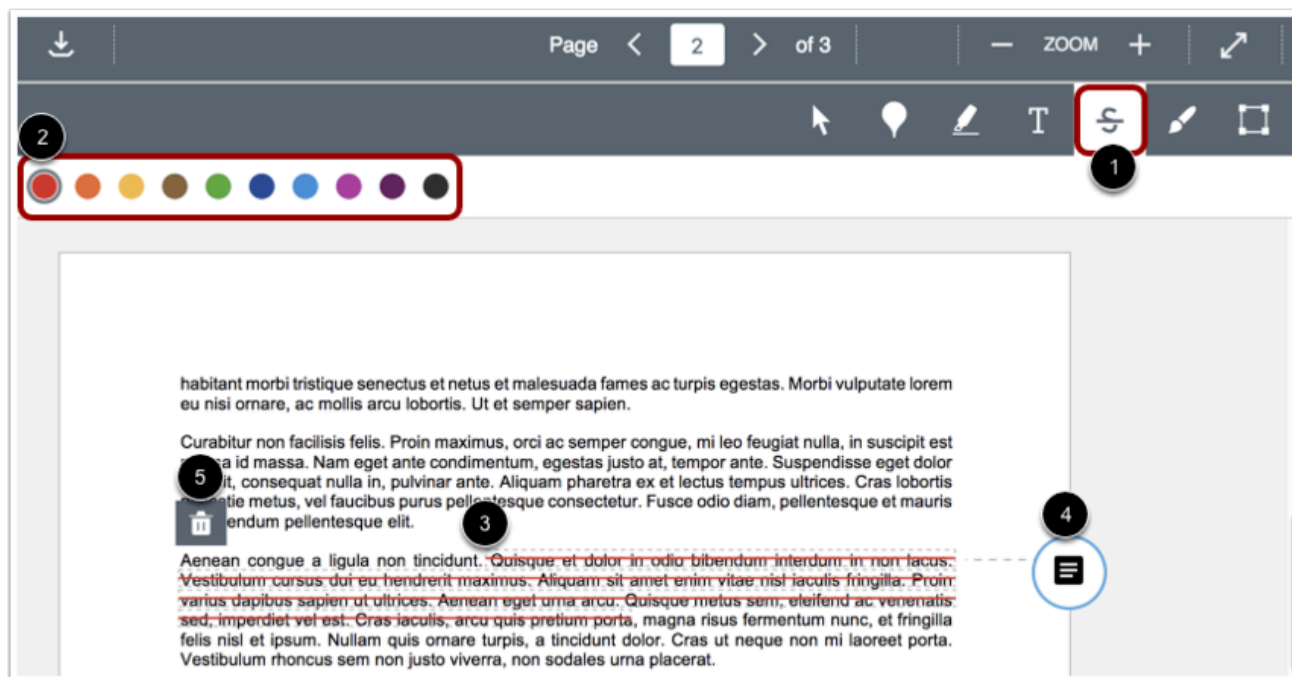 Page 2 of 3 ZOOM
T S
2
1
habitant morbi tristique senectus et netus et malesuada fames ac turpis egestas. Morbi vulputate lorem
eu nisi ornare, ac mollis arcu lobortis. Ut et semper sapien.
Curabitur non facilisis felis. Proin maximus, orci ac semper congue, mi leo feugiat nulla, in suscipit est
a id massa. Nam eget ante condimentum, egestas justo at, tempor ante. Suspendisse eget dolor
5 it, consequat nulla in, pulvinar ante. Aliquam pharetra ex et lectus tempus ultrices. Cras lobortis
tie metus, vel faucibus purus pellentesque consectetur. Fusce odio diam, pellentesque et mauris
endum pellentesque elit. 3
4
Aenean congue a ligula non tincidunt. Quisque et dolor in odio bibendum interdum in non lacus.
Vestibulum cursus dui eu hendrerit maximus. Aliquam sit amet enim vitae nisl iaculis fringilla. Proin
varius dapibus sapien ut ultrices. Aenean eget urna arcu. Quisque metus sem, eleifend ac venenatis
sed, imperdiet vel est. Cras iaculis, arcu quis pretium porta, magna risus fermentum nunc, et fringilla
felis nisl et ipsum. Nullam quis ornare turpis, a tincidunt dolor. Cras ut neque non mi laoreet porta.
Vestibulum rhoncus sem non justo viverra, non sodales urna placerat.